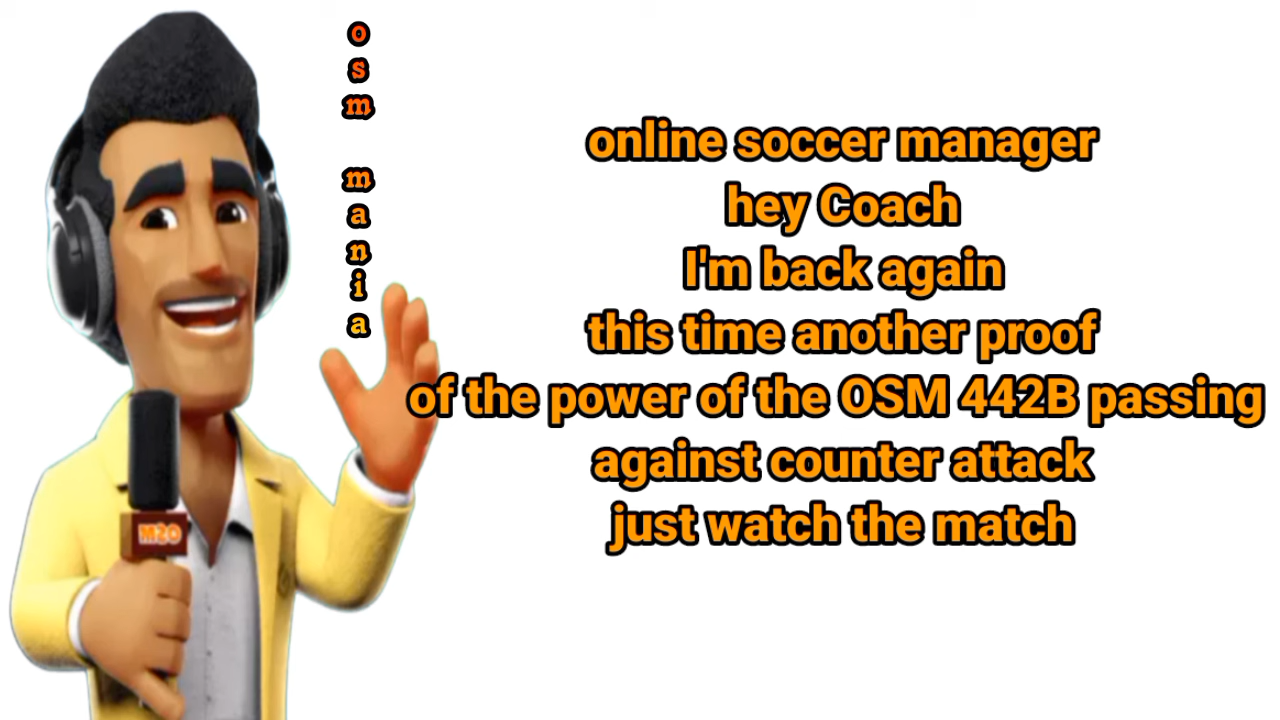 osm mania
online soccer manager
hey Coach
I'm back again
this time another proof
of the power of the OSM 442B passing
against counter attack
just watch the match
MSO